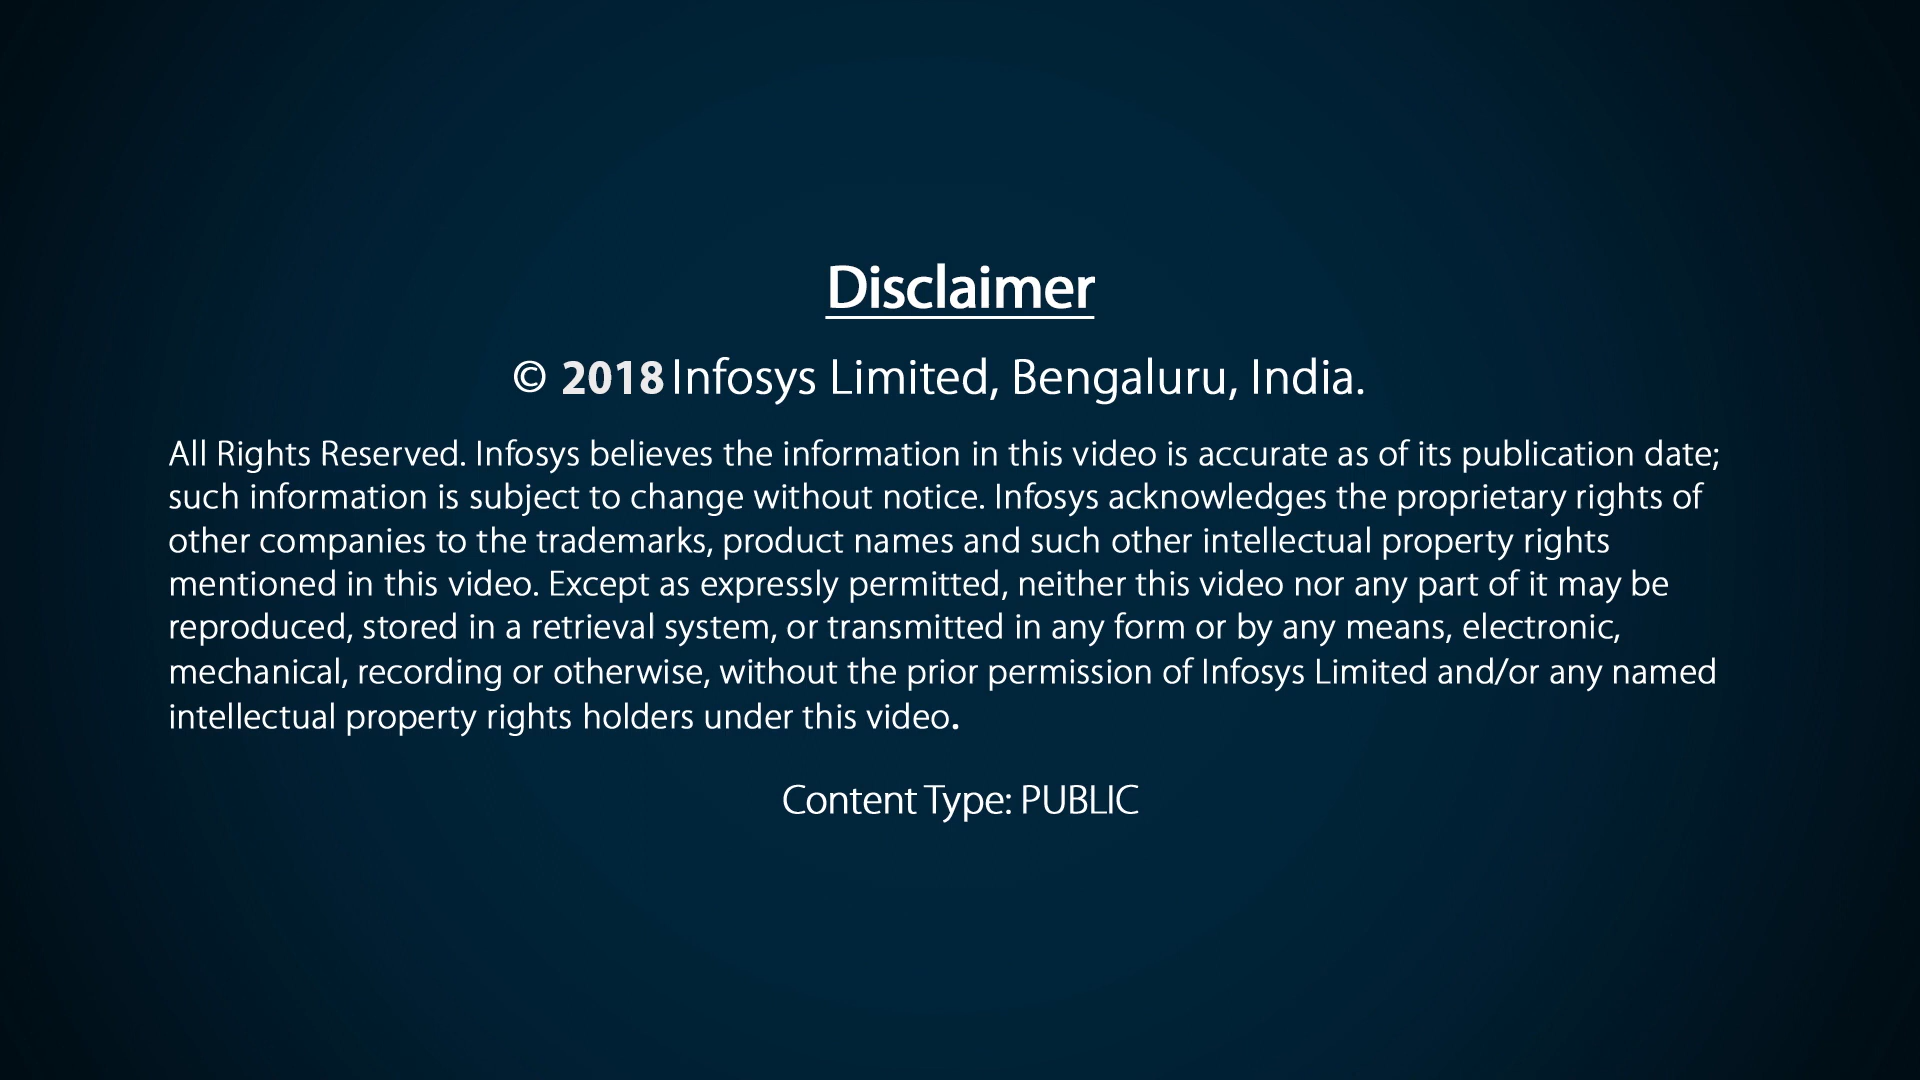 Disclaimer
© 2018 Infosys Limited, Bengaluru, India.
All Rights Reserved. Infosys believes the information in this video is accurate as of its publication date;
such information is subject to change without notice. Infosys acknowledges the proprietary rights of
other companies to the trademarks, product names and such other intellectual property rights
mentioned in this video. Except as expressly permitted, neither this video nor any part of it may be
reproduced, stored in a retrieval system, or transmitted in any form or by any means, electronic,
mechanical, recording or otherwise, without the prior permission of Infosys Limited and/or any named
intellectual property rights holders under this video.
Content Type: PUBLIC